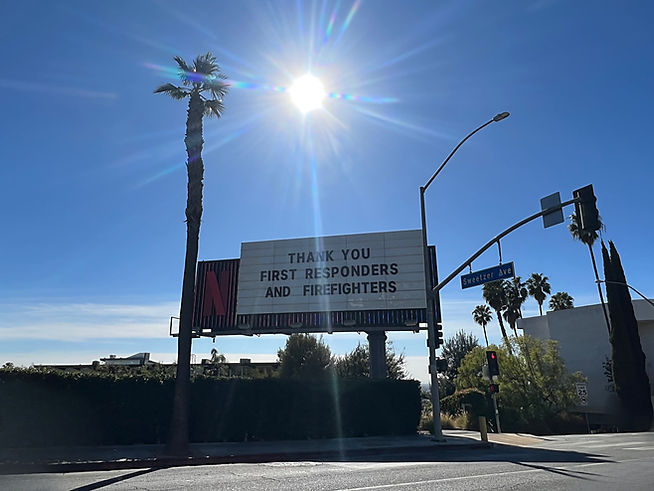 THANK YOU
FIRST RESPONDERS
AND FIREFIGHTERS
N
Sweetzer Ave